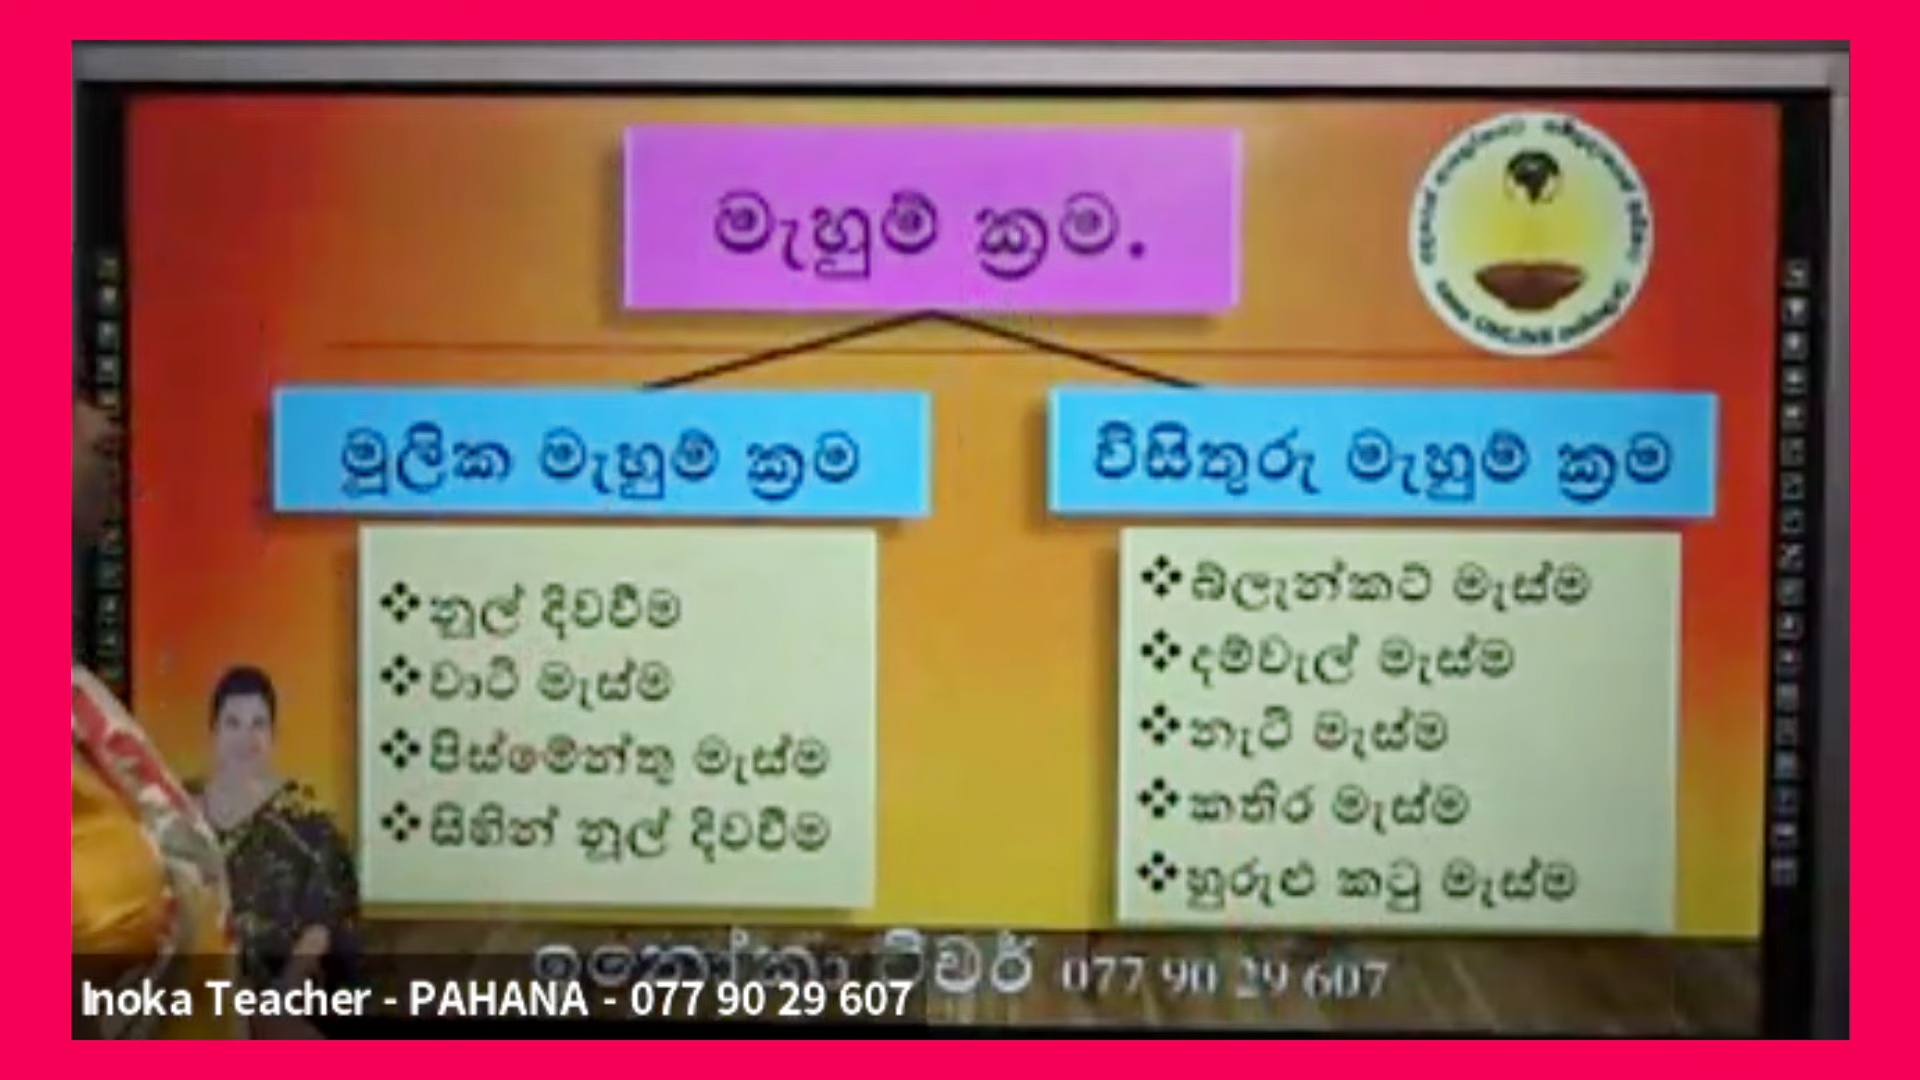 මැහුම් ක්‍රම.
මූලික මැහුම් ක්‍රම
නූල් දිවවීම
වාටි මැස්ම
පිස්මේන්තු මැස්ම
සිහින් නූල් දිවවීම
විසිතුරු මැහුම් ක්‍රම
බ්ලැන්කට් මැස්ම
දම්වැල් මැස්ම
නැටි මැස්ම
කතිර මැස්ම
හුරුළු කටු මැස්ම
ටීචර් 077 90 29 607
Inoka Teacher - PAHANA - 077 90 29 607